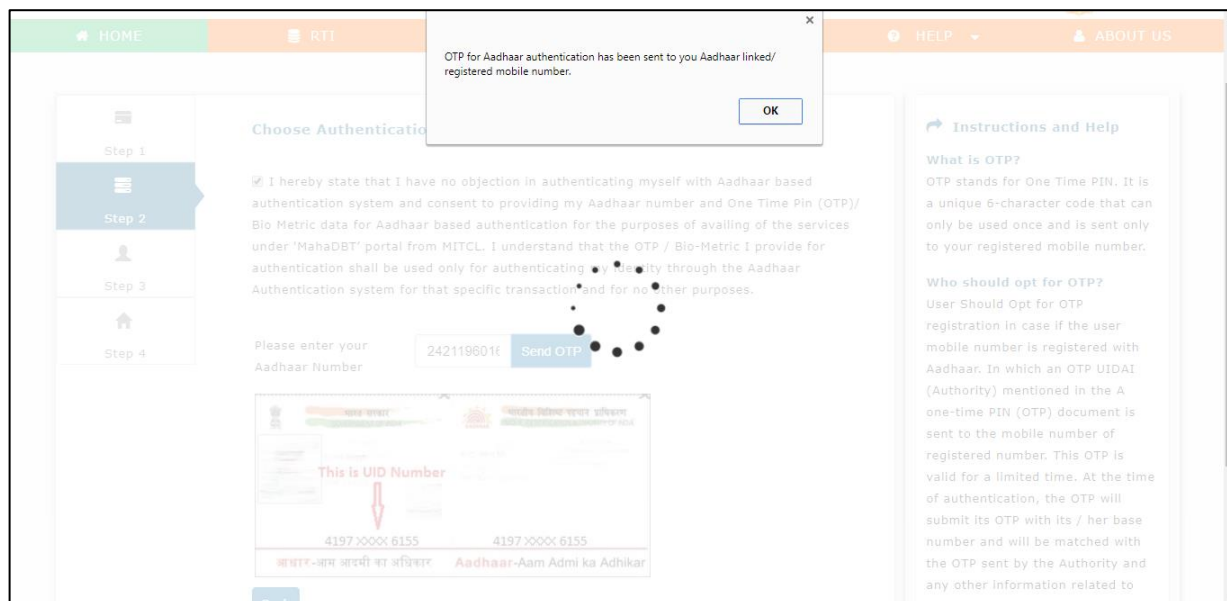 HOME
RTI
HELP
ABOUT US
OTP for Aadhaar authentication has been sent to you Aadhaar linked/
registered mobile number.
OK
Step 1
Step 2
Step 3
Step 4
Choose Authenticatio
I hereby state that I have no objection in authenticating myself with Aadhaar based
authentication system and consent to providing my Aadhaar number and One Time Pin (OTP)/
Bio Metric data for Aadhaar based authentication for the purposes of availing of the services
under 'MahaDBT' portal from MITCL. I understand that the OTP / Bio-Metric I provide for
authentication shall be used only for authenticating my identity through the Aadhaar
Authentication system for that specific transaction and for no other purposes.
Please enter your
Aadhaar Number
2421196016
Send OTP
भारत सरकार
This is UID Number
4197 XXXX 6155
4197 XXXX 6155
आधार-आम आदमी का अधिकार
Aadhaar-Aam Admi ka Adhikar
Instructions and Help
What is OTP?
OTP stands for One Time PIN. It is
a unique 6-character code that can
only be used once and is sent only
to your registered mobile number.
Who should opt for OTP?
User Should Opt for OTP
registration in case if the user
mobile number is registered with
Aadhaar. In which an OTP UIDAI
(Authority) mentioned in the A
one-time PIN (OTP) document is
sent to the mobile number of
registered number. This OTP is
valid for a limited time. At the time
of authentication, the OTP will
submit its OTP with its / her base
number and will be matched with
the OTP sent by the Authority and
any other information related to